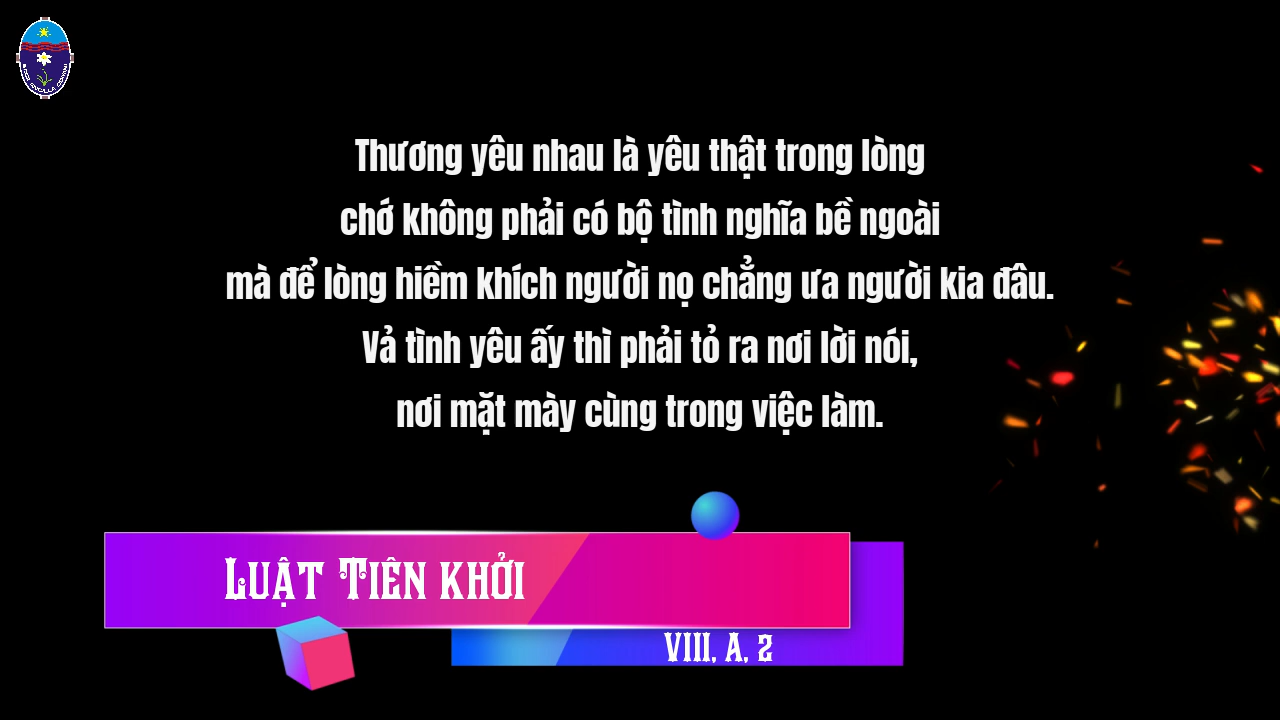 Thương yêu nhau là yêu thật trong lòng
chớ không phải có bộ tình nghĩa bề ngoài
mà để lòng hiềm khích người nọ chẳng ưa người kia đâu.
Vả tình yêu ấy thì phải tỏ ra nơi lời nói,
nơi mặt mày cùng trong việc làm.
Luật Tiên khởi
VIII, A, 2